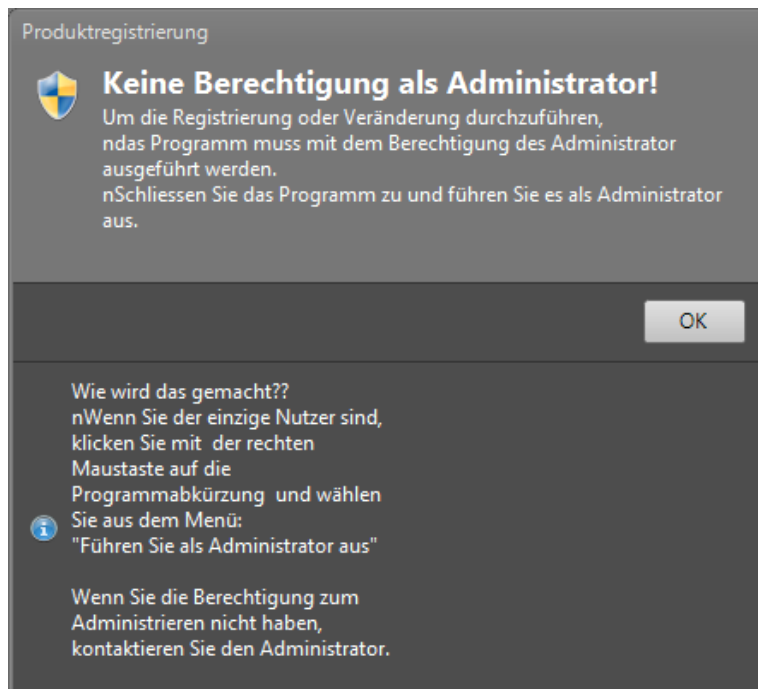 Produktregistrierung
Keine Berechtigung als Administrator!
Um die Registrierung oder Veränderung durchzuführen,
ndas Programm muss mit dem Berechtigung des Administrator
ausgeführt werden.
nSchliessen Sie das Programm zu und führen Sie es als Administrator
aus.
OK
Wie wird das gemacht??
nWenn Sie der einzige Nutzer sind,
klicken Sie mit  der rechten
Maustaste auf die
Programmabkürzung  und wählen
Sie aus dem Menü:
"Führen Sie als Administrator aus"
Wenn Sie die Berechtigung zum
Administrieren nicht haben,
kontaktieren Sie den Administrator.